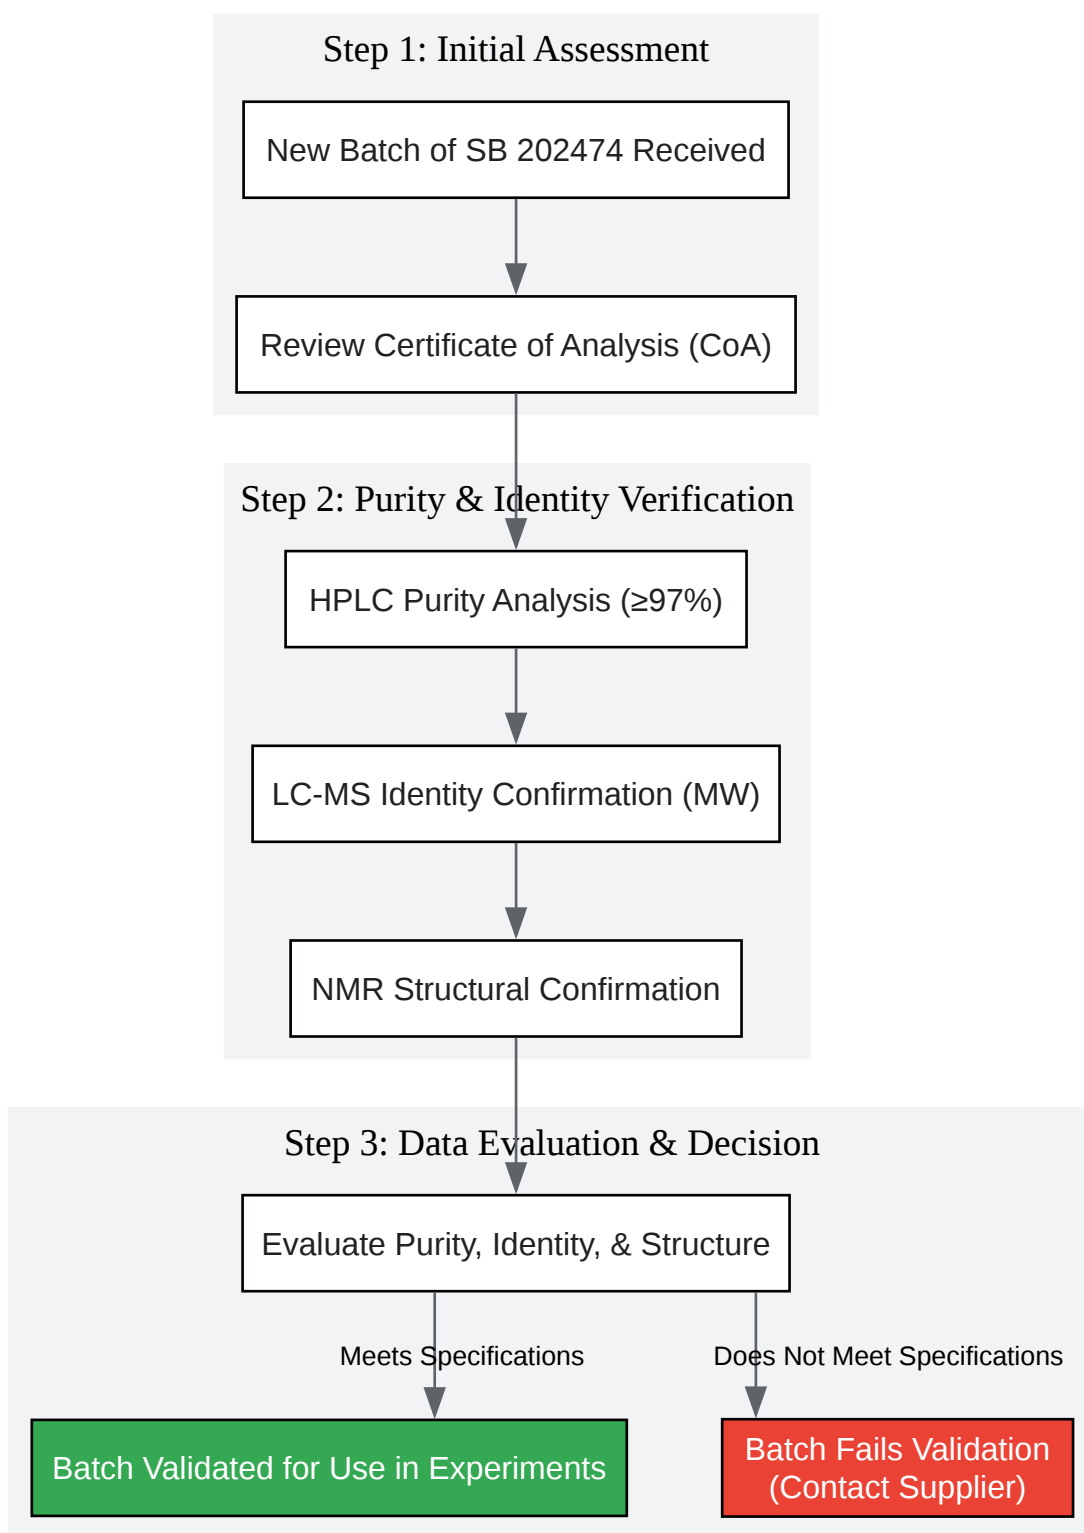 Step 1: Initial Assessment
New Batch of SB 202474 Received
Review Certificate of Analysis (CoA)
Step 2: Purity & Identity Verification
HPLC Purity Analysis (≥97%)
LC-MS Identity Confirmation (MW)
NMR Structural Confirmation
Step 3: Data Evaluation & Decision
Evaluate Purity, Identity, & Structure
Meets Specifications
Does Not Meet Specifications
Batch Validated for Use in Experiments
Batch Fails Validation
(Contact Supplier)